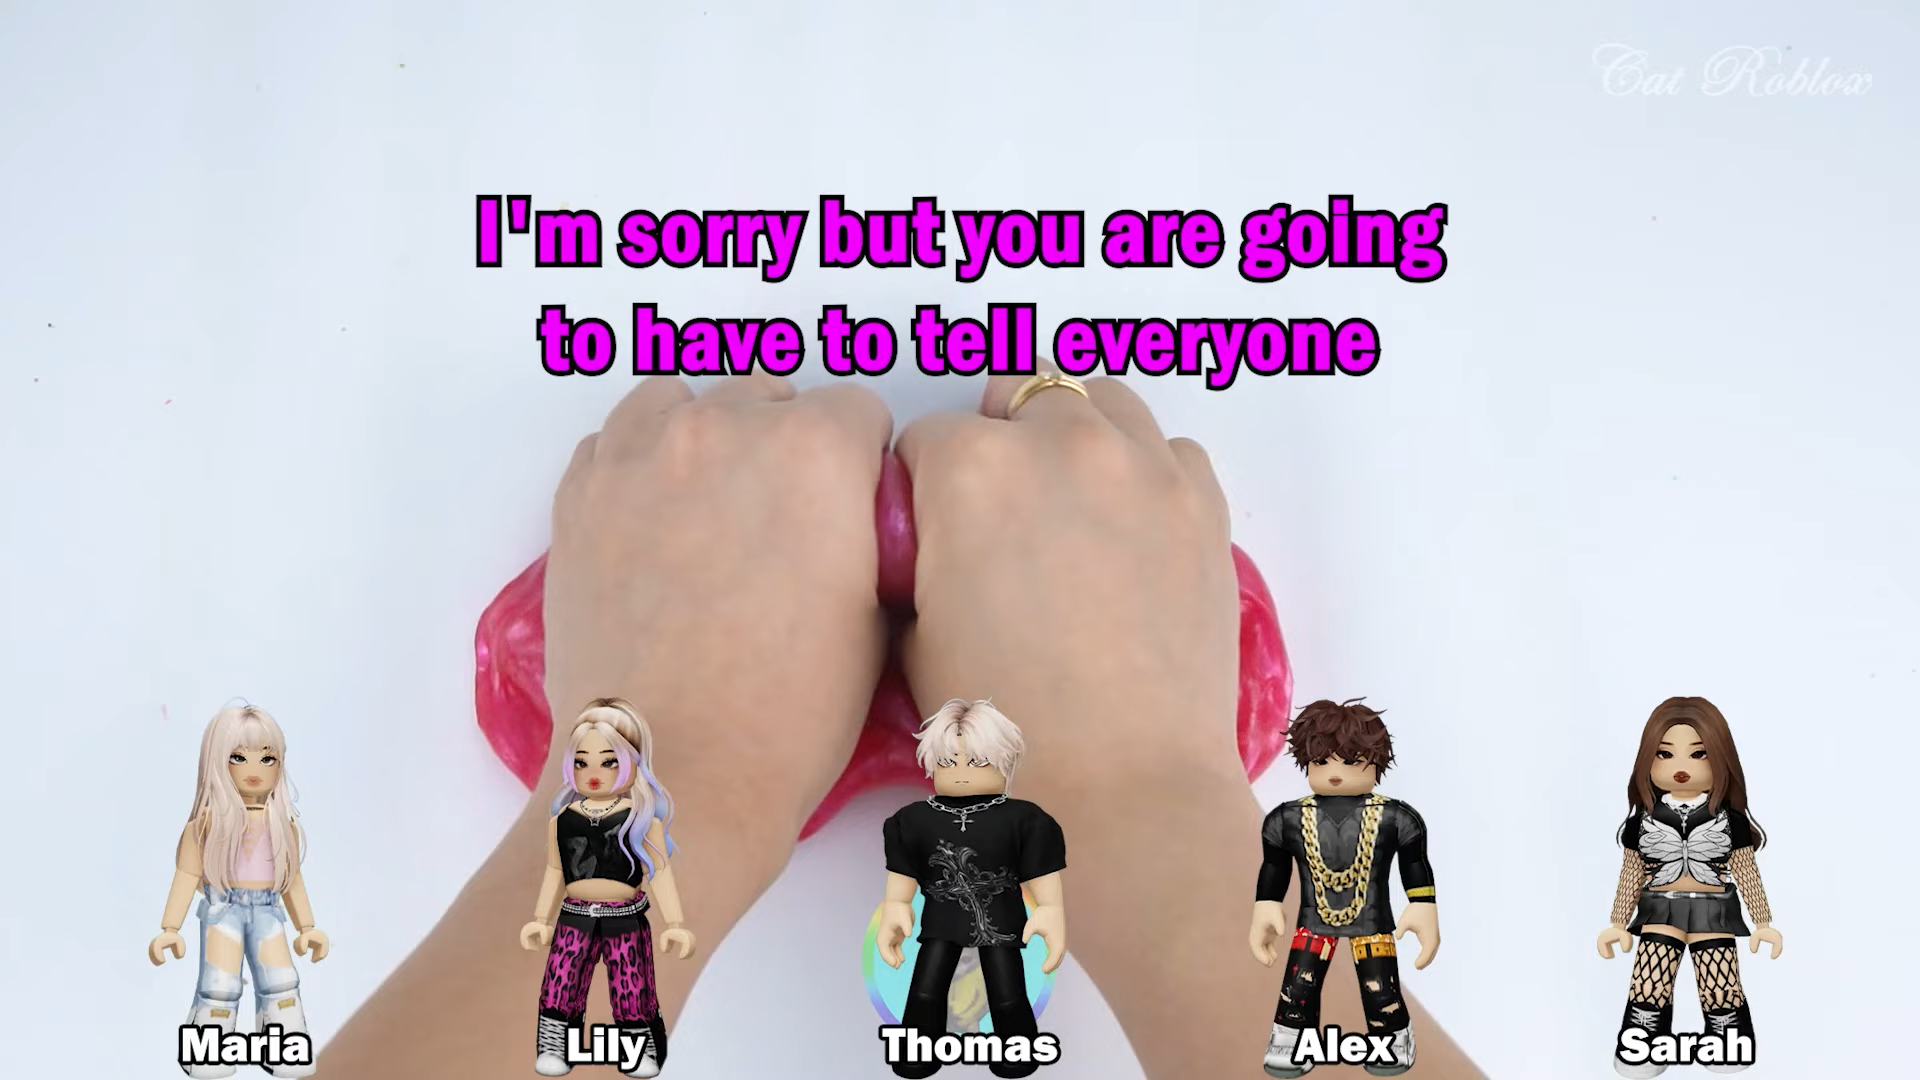 Cat Roblox
I'm sorry but you are going
to have to tell everyone
Maria
Lily
Thomas
Alex
Sarah